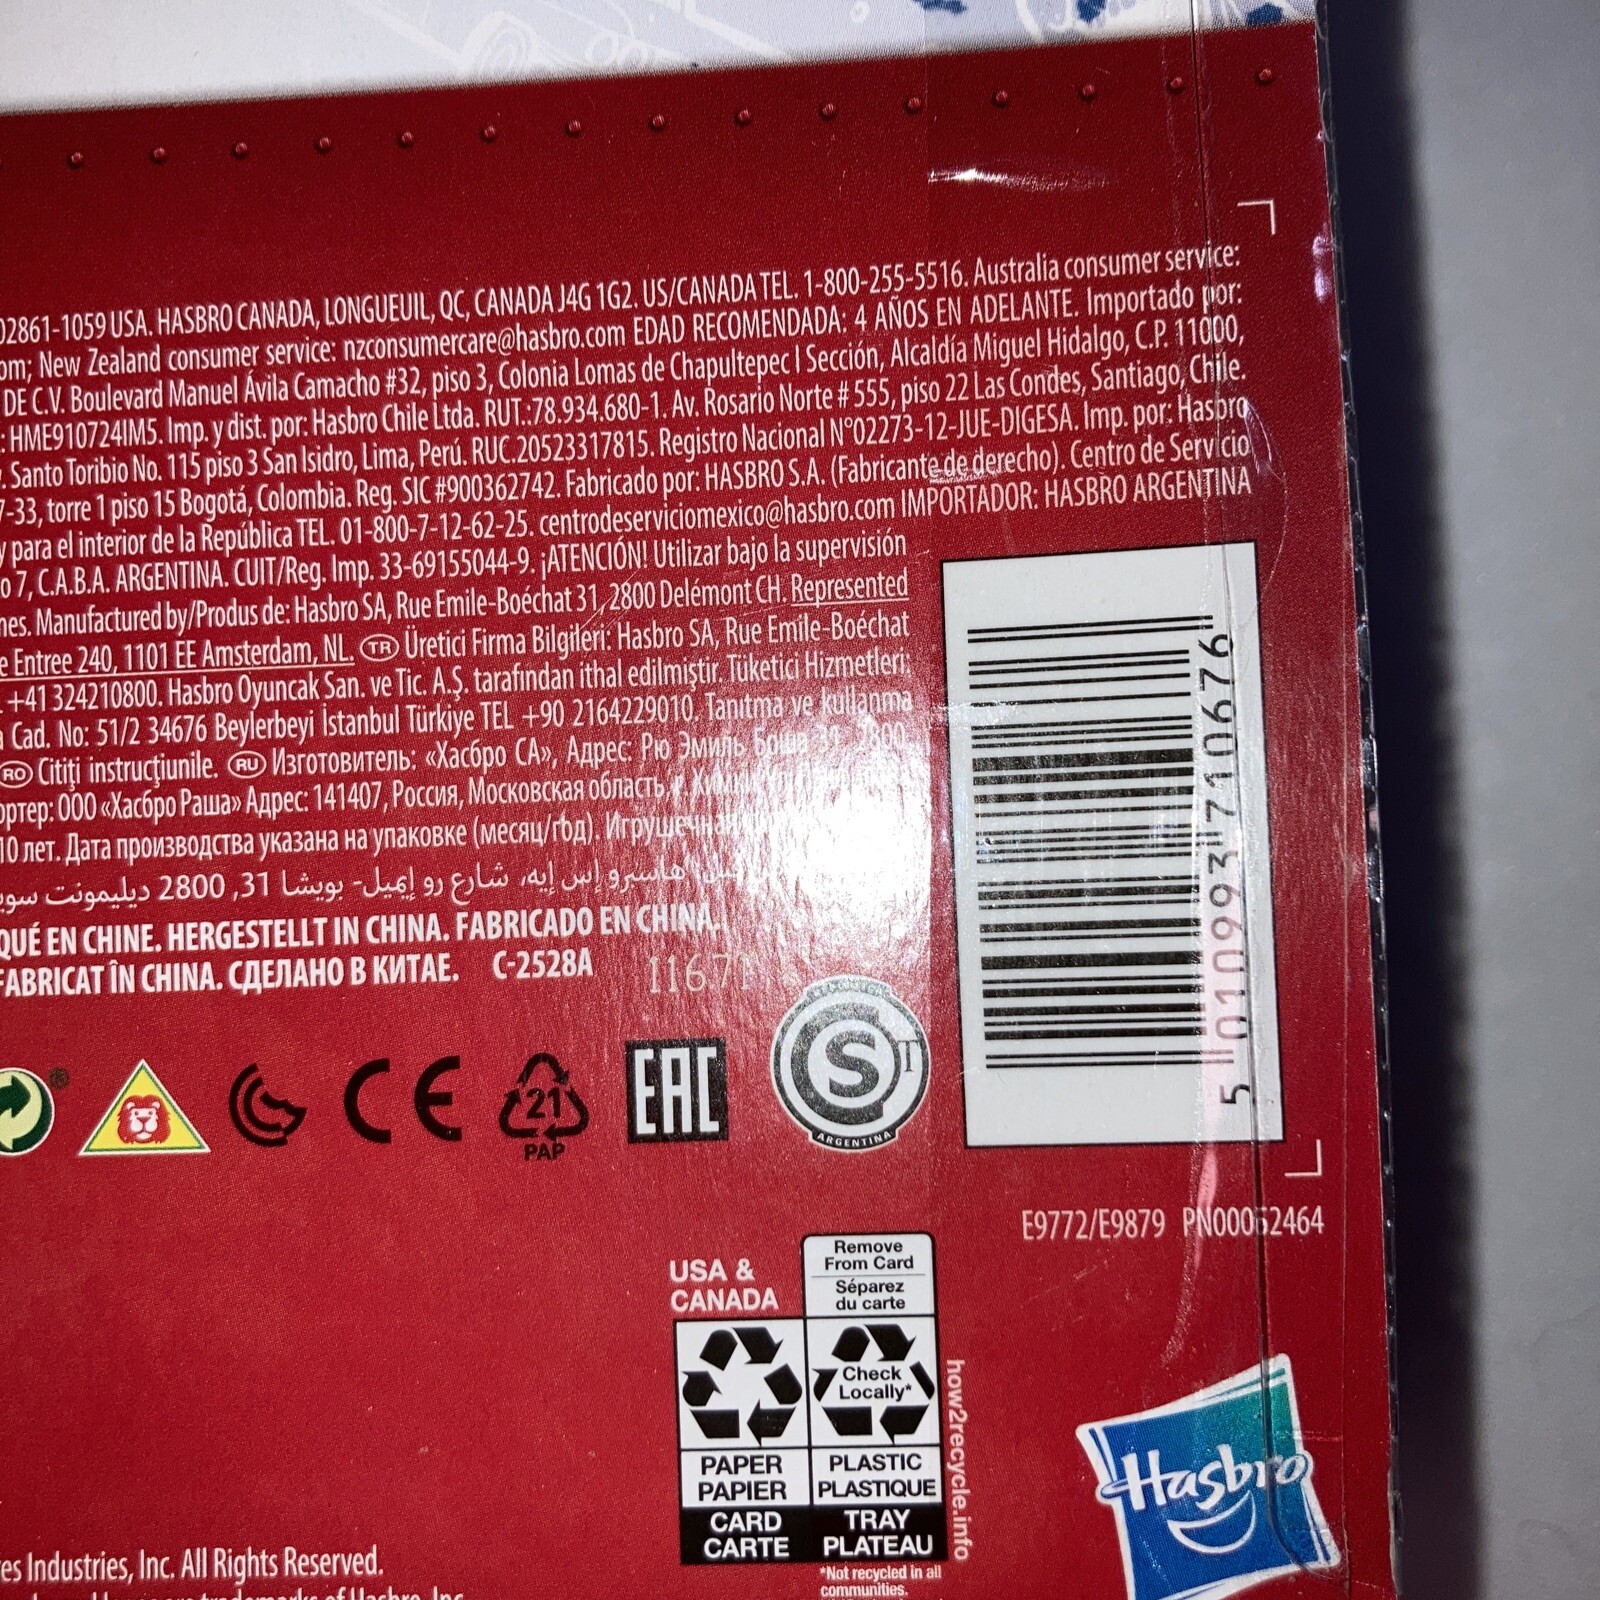 02861-1059 USA. HASBRO CANADA, LONGUEUIL, QC, CANADA J4G 1G2. US/CANADA TEL. 1-800-255-5516. Australia consumer service:
om; New Zealand consumer service: nzconsumercare@hasbro.com EDAD RECOMENDADA: 4 AÑOS EN ADELANTE. Importado por:
DE C.V. Boulevard Manuel Ávila Camacho #32, piso 3, Colonia Lomas de Chapultepec I Sección, Alcaldía Miguel Hidalgo, C.P. 11000,
: HME910724IM5. Imp. y dist. por: Hasbro Chile Ltda. RUT.:78.934.680-1. Av. Rosario Norte # 555, piso 22 Las Condes, Santiago, Chile.
. Santo Toribio No. 115 piso 3 San Isidro, Lima, Perú. RUC.20523317815. Registro Nacional N°02273-12-JUE-DIGESA. Imp. por: Hasbro
7-33, torre 1 piso 15 Bogotá, Colombia. Reg. SIC #900362742. Fabricado por: HASBRO S.A. (Fabricante de derecho). Centro de Servicio
y para el interior de la República TEL. 01-800-7-12-62-25. centrodeserviciomexico@hasbro.com IMPORTADOR: HASBRO ARGENTINA
o 7, C.A.B.A. ARGENTINA. CUIT/Reg. Imp. 33-69155044-9. ¡ATENCIÓN! Utilizar bajo la supervisión
nes. Manufactured by/Produs de: Hasbro SA, Rue Emile-Boéchat 31, 2800 Delémont CH. Represented
e Entree 240, 1101 EE Amsterdam, NL. TR Üretici Firma Bilgileri: Hasbro SA, Rue Emile-Boéchat
+41 324210800. Hasbro Oyuncak San. ve Tic. A.Ş. tarafından ithal edilmiştir. Tüketici Hizmetleri:
a Cad. No: 51/2 34676 Beylerbeyi İstanbul Türkiye TEL +90 2164229010. Tanıtma ve kullanma
RO Citiţi instrucţiunile. RU Изготовитель: «Хасбро СА», Адрес: Рю Эмиль 2800
ортер: ООО «Хасбро Раша» Адрес: 141407, Россия, Московская область, г.
10 лет. Дата производства указана на упаковке (месяц/год).
إس إيه، شارع رو إيميل- بويشا 31, 2800 ديليمونت
QUÉ EN CHINE. HERGESTELLT IN CHINA. FABRICADO EN CHINA.
FABRICAT ÎN CHINA. СДЕЛАНО В КИТАЕ. C-2528A
CE
21
PAP
EAC
S
T
ARGENTINA
5 010993 710676
E9772/E9879 PN00052464
USA &
CANADA
Remove
From Card
Séparez
du carte
Check
Locally*
PAPER
PAPIER
PLASTIC
PLASTIQUE
CARD
CARTE
TRAY
PLATEAU
*Not recycled in all
communities.
how2recycle.info
Hasbro
es Industries, Inc. All Rights Reserved.
trademarks of Hasbro, Inc.